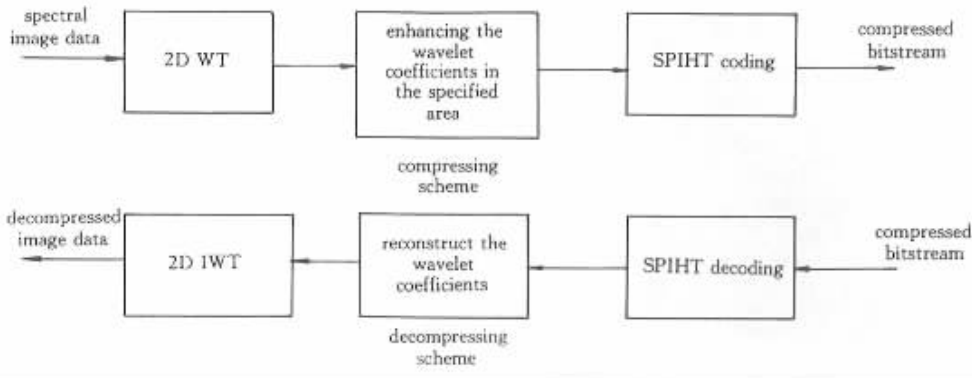 spectral
image data
2D WT
enhancing the
wavelet
coefficients in
the specified
area
SPIHT coding
compressed
bitstream
compressing
scheme
decompressed
image data
2D 1WT
reconstruct the
wavelet
coefficients
SPIHT decoding
compressed
bitstream
decompressing
scheme